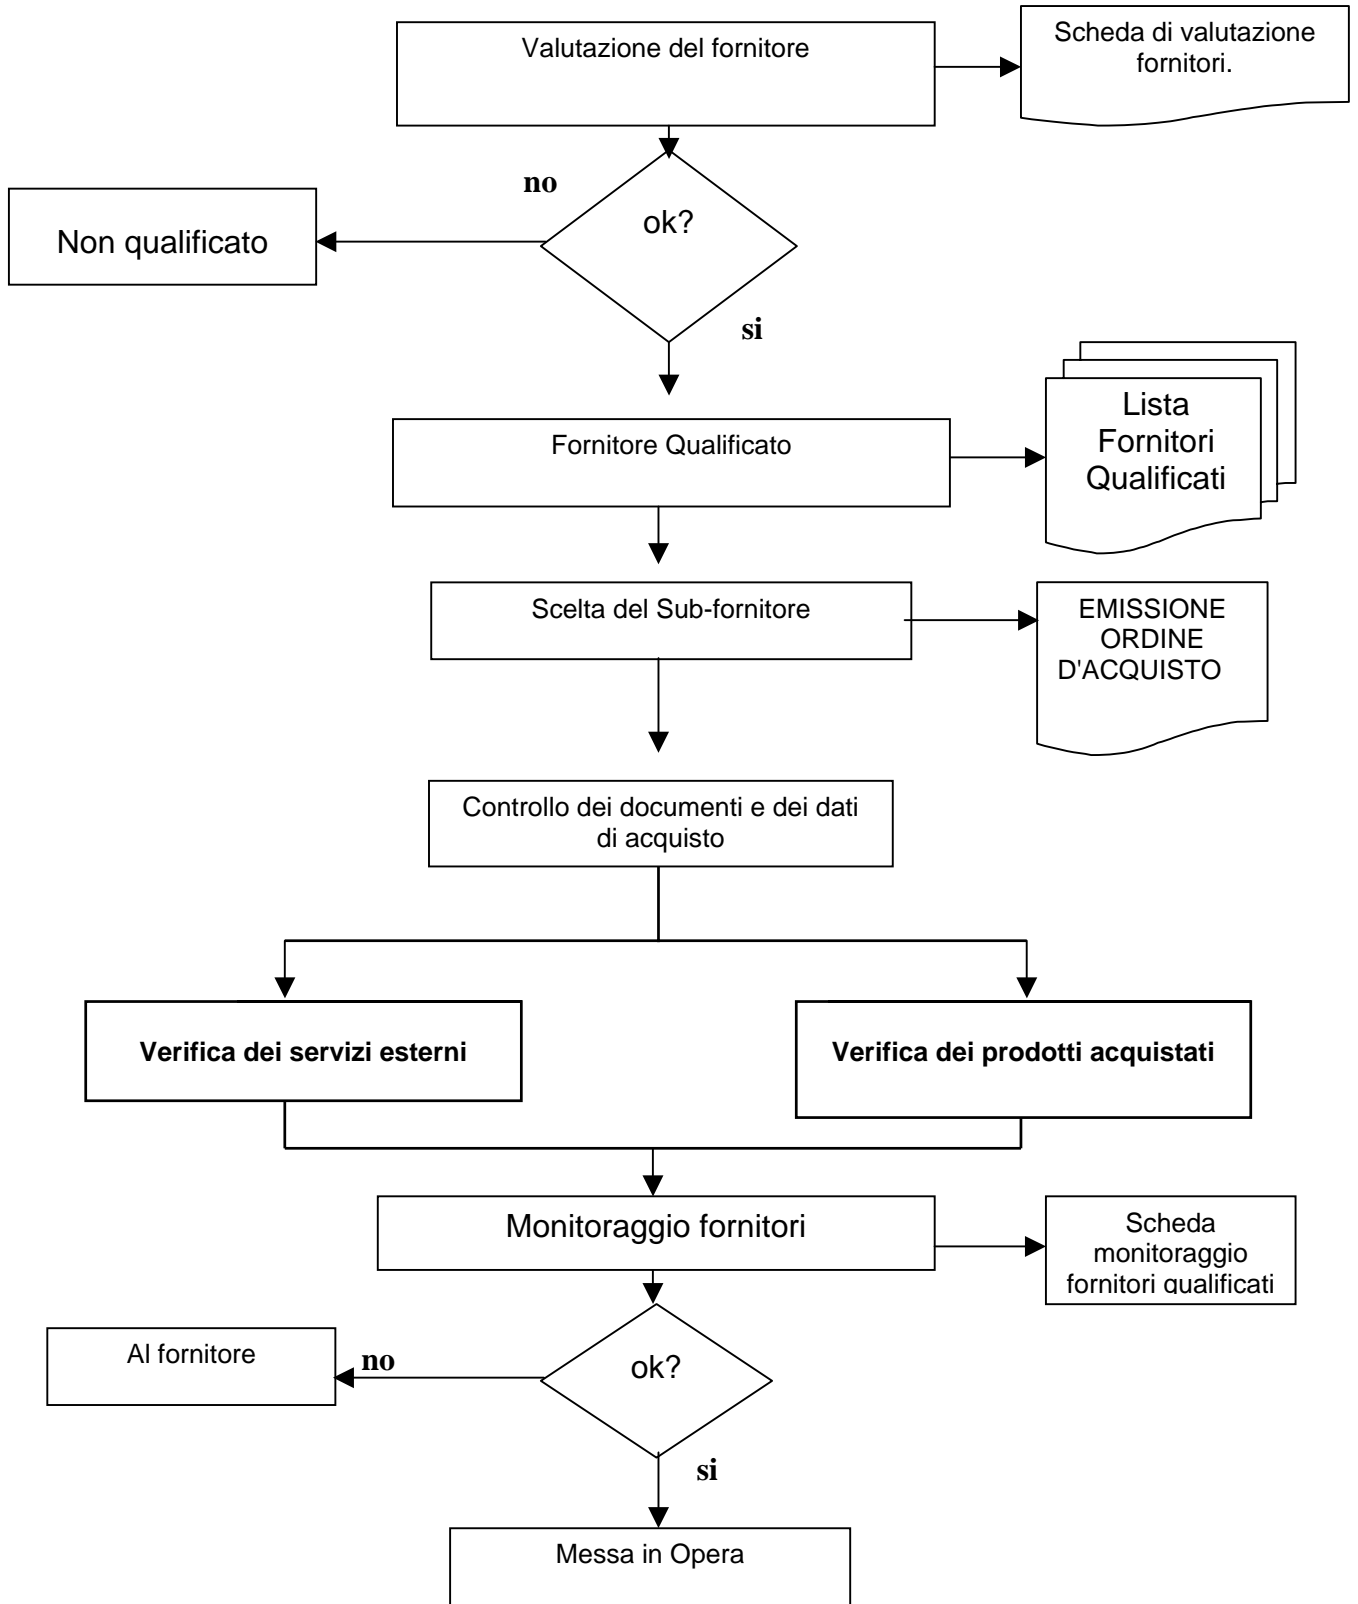 Valutazione del fornitore
Scheda di valutazione
fornitori.
no
ok?
Non qualificato
si
Lista
Fornitori
Qualificati
Fornitore Qualificato
Scelta del Sub-fornitore
EMISSIONE
ORDINE
D'ACQUISTO
Controllo dei documenti e dei dati
di acquisto
Verifica dei servizi esterni
Verifica dei prodotti acquistati
Monitoraggio fornitori
Scheda
monitoraggio
fornitori qualificati
Al fornitore
no
ok?
si
Messa in Opera